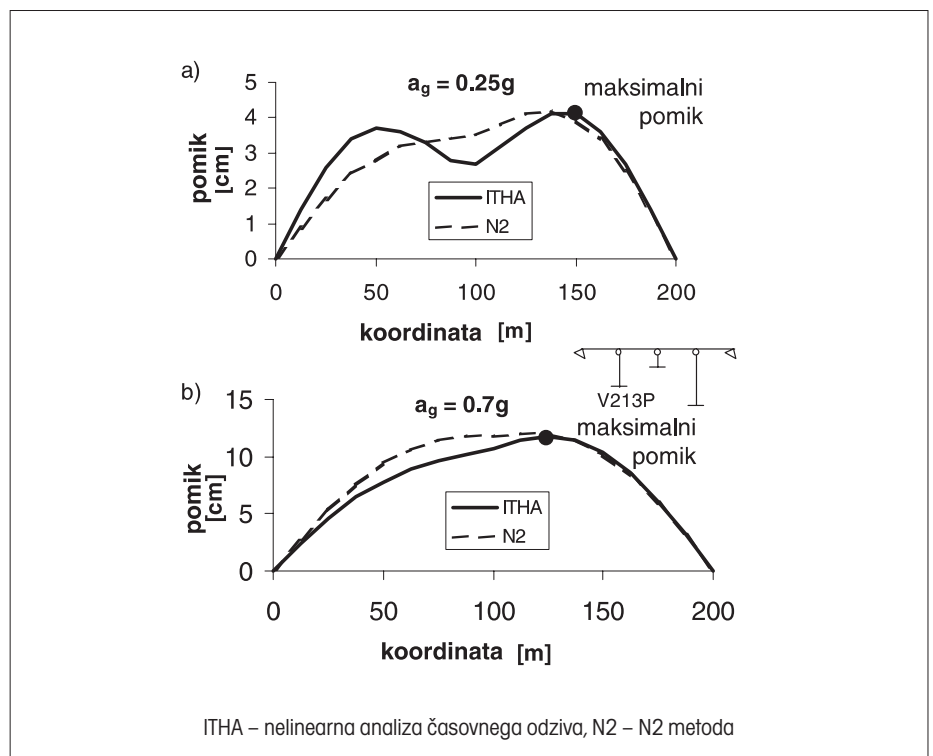 a)
a_g = 0.25g
maksimalni
pomik
pomik
[cm]
5
4
3
2
1
0
ITHA
N2
0 50 100 150 200
koordinata [m]
V213P
b)
a_g = 0.7g
maksimalni
pomik
pomik
[cm]
15
10
5
0
ITHA
N2
0 50 100 150 200
koordinata [m]
ITHA – nelinearna analiza časovnega odziva, N2 – N2 metoda